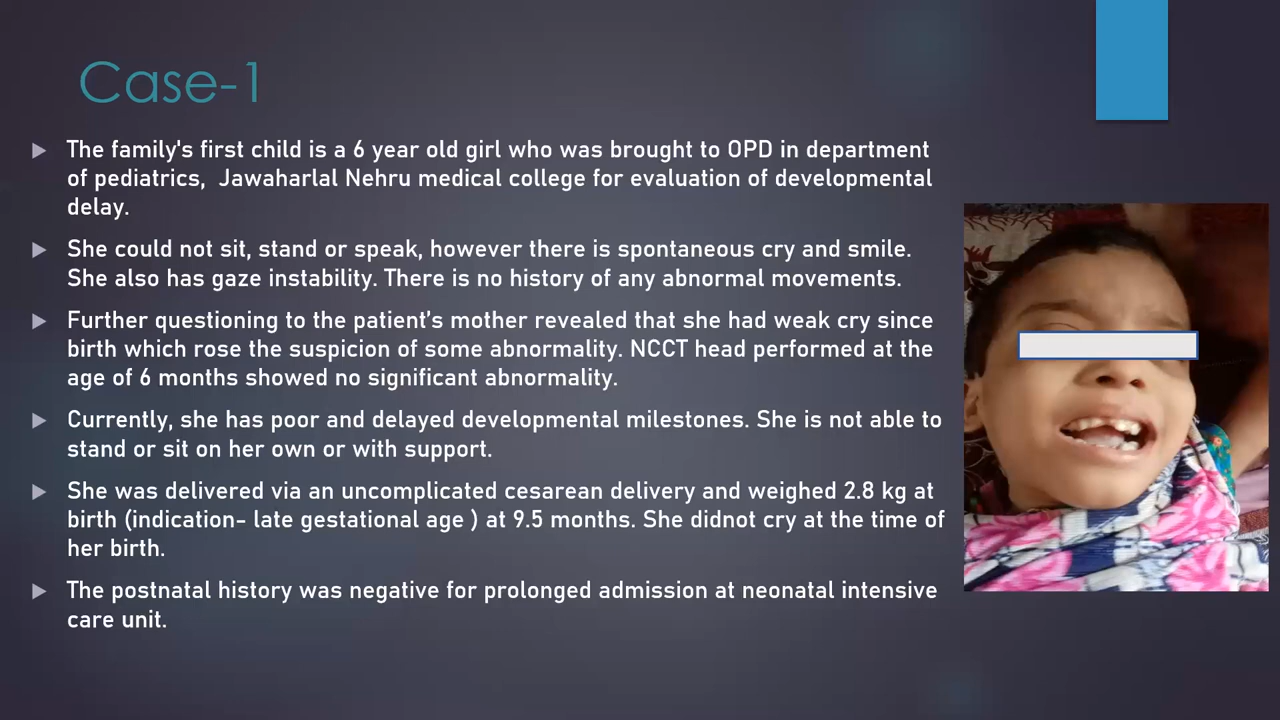 Case-1
The family's first child is a 6 year old girl who was brought to OPD in department
of pediatrics,  Jawaharlal Nehru medical college for evaluation of developmental
delay.
She could not sit, stand or speak, however there is spontaneous cry and smile.
She also has gaze instability. There is no history of any abnormal movements.
Further questioning to the patient’s mother revealed that she had weak cry since
birth which rose the suspicion of some abnormality. NCCT head performed at the
age of 6 months showed no significant abnormality.
Currently, she has poor and delayed developmental milestones. She is not able to
stand or sit on her own or with support.
She was delivered via an uncomplicated cesarean delivery and weighed 2.8 kg at
birth (indication- late gestational age ) at 9.5 months. She didnot cry at the time of
her birth.
The postnatal history was negative for prolonged admission at neonatal intensive
care unit.